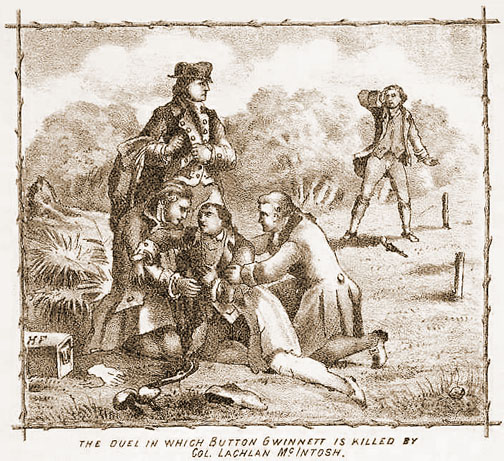 HF
THE DUEL IN WHICH BUTTON GWINNETT IS KILLED BY
COL. LACHLAN McINTOSH.